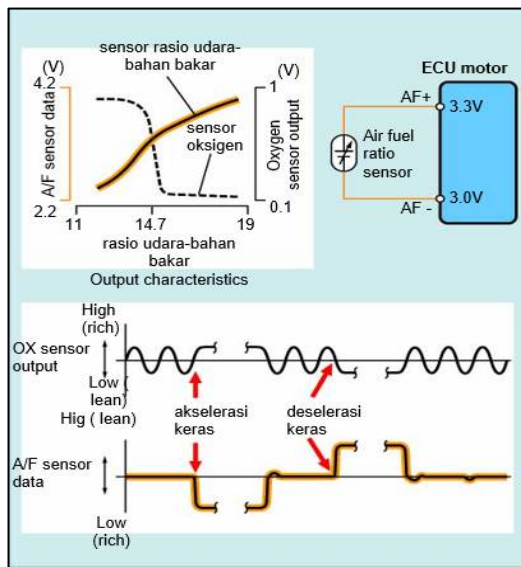 sensor rasio udara-
bahan bakar
(V)
4.2
A/F sensor data
2.2
sensor
oksigen
(V)
1
Oxygen
sensor output
0.1
11
14.7
19
rasio udara-bahan
bakar
Output characteristics
ECU motor
AF+
3.3V
Air fuel
ratio
sensor
AF -
3.0V
High
(rich)
OX sensor
output
Low (
lean)
Hig ( lean)
akselerasi
keras
deselerasi
keras
A/F sensor
data
Low
(rich)